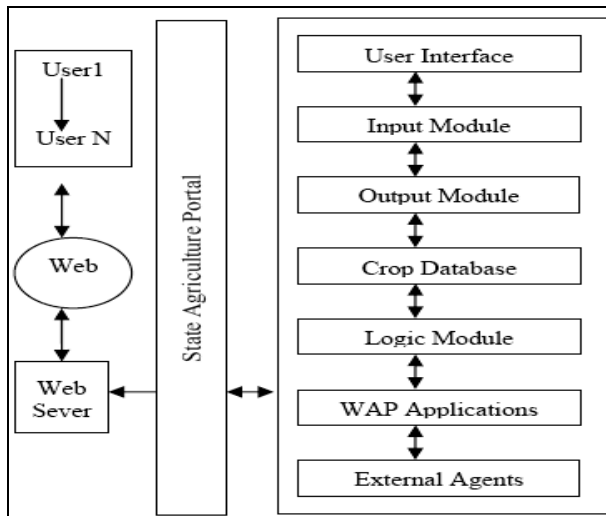 User1
User N
Web
Web
Sever
State Agriculture Portal
User Interface
Input Module
Output Module
Crop Database
Logic Module
WAP Applications
External Agents